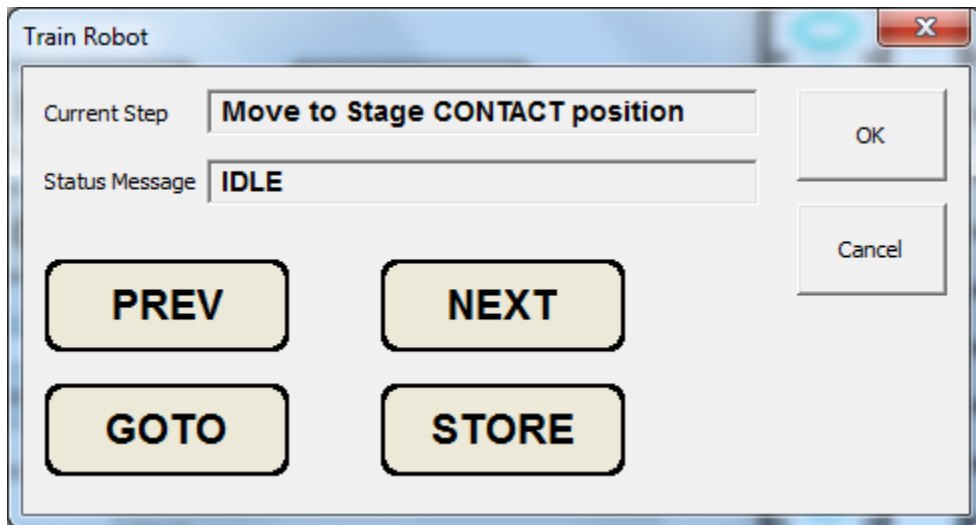 Train Robot
Current Step Move to Stage CONTACT position
OK
Status Message IDLE
Cancel
PREV NEXT
GOTO STORE